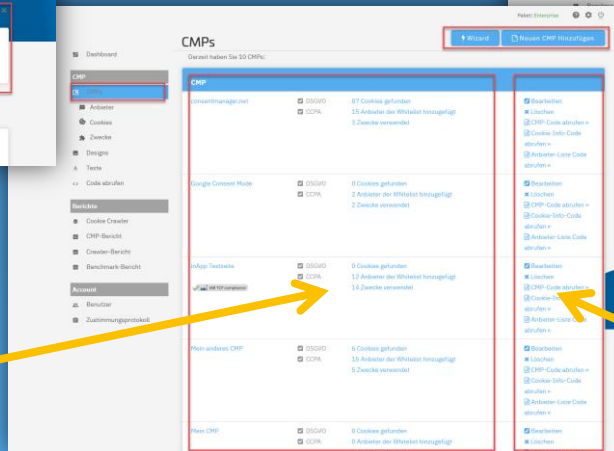 Paket: Enterprise
CMPs
Wizard
Neuen CMP Hinzufügen
Derzeit haben Sie 10 CMPs:
Dashboard
CMP
CMPs
Anbieter
Cookies
Zwecke
Designs
Texte
Code abrufen
Berichte
Cookie Crawler
CMP-Bericht
Crawler-Bericht
Benchmark-Bericht
Account
Benutzer
Zustimmungsprotokoll
CMP
consentmanager.net
DSGVO
CCPA
87 Cookies gefunden
15 Anbieter der Whitelist hinzugefügt
3 Zwecke verwendet
Bearbeiten
Löschen
CMP-Code abrufen »
Cookie-Info-Code
abrufen »
Anbieter-Liste Code
abrufen »
Google Consent Mode
DSGVO
CCPA
0 Cookies gefunden
2 Anbieter der Whitelist hinzugefügt
2 Zwecke verwendet
Bearbeiten
Löschen
CMP-Code abrufen »
Cookie-Info-Code
abrufen »
Anbieter-Liste Code
abrufen »
inApp Testseite
IAB TCF compliance
DSGVO
CCPA
0 Cookies gefunden
12 Anbieter der Whitelist hinzugefügt
14 Zwecke verwendet
Bearbeiten
Löschen
CMP-Code abrufen »
abrufen »
Anbieter-Liste
abrufen »
Mein anderes CMP
DSGVO
CCPA
6 Cookies gefunden
15 Anbieter der Whitelist hinzugefügt
5 Zwecke verwendet
Bearbeiten
Löschen
CMP-Code abrufen »
Cookie-Info-Code
abrufen »
Anbieter-Liste Code
abrufen »
Mein CMP
DSGVO
CCPA
0 Cookies gefunden
0 Anbieter der Whitelist hinzugefügt
Bearbeiten
Löschen